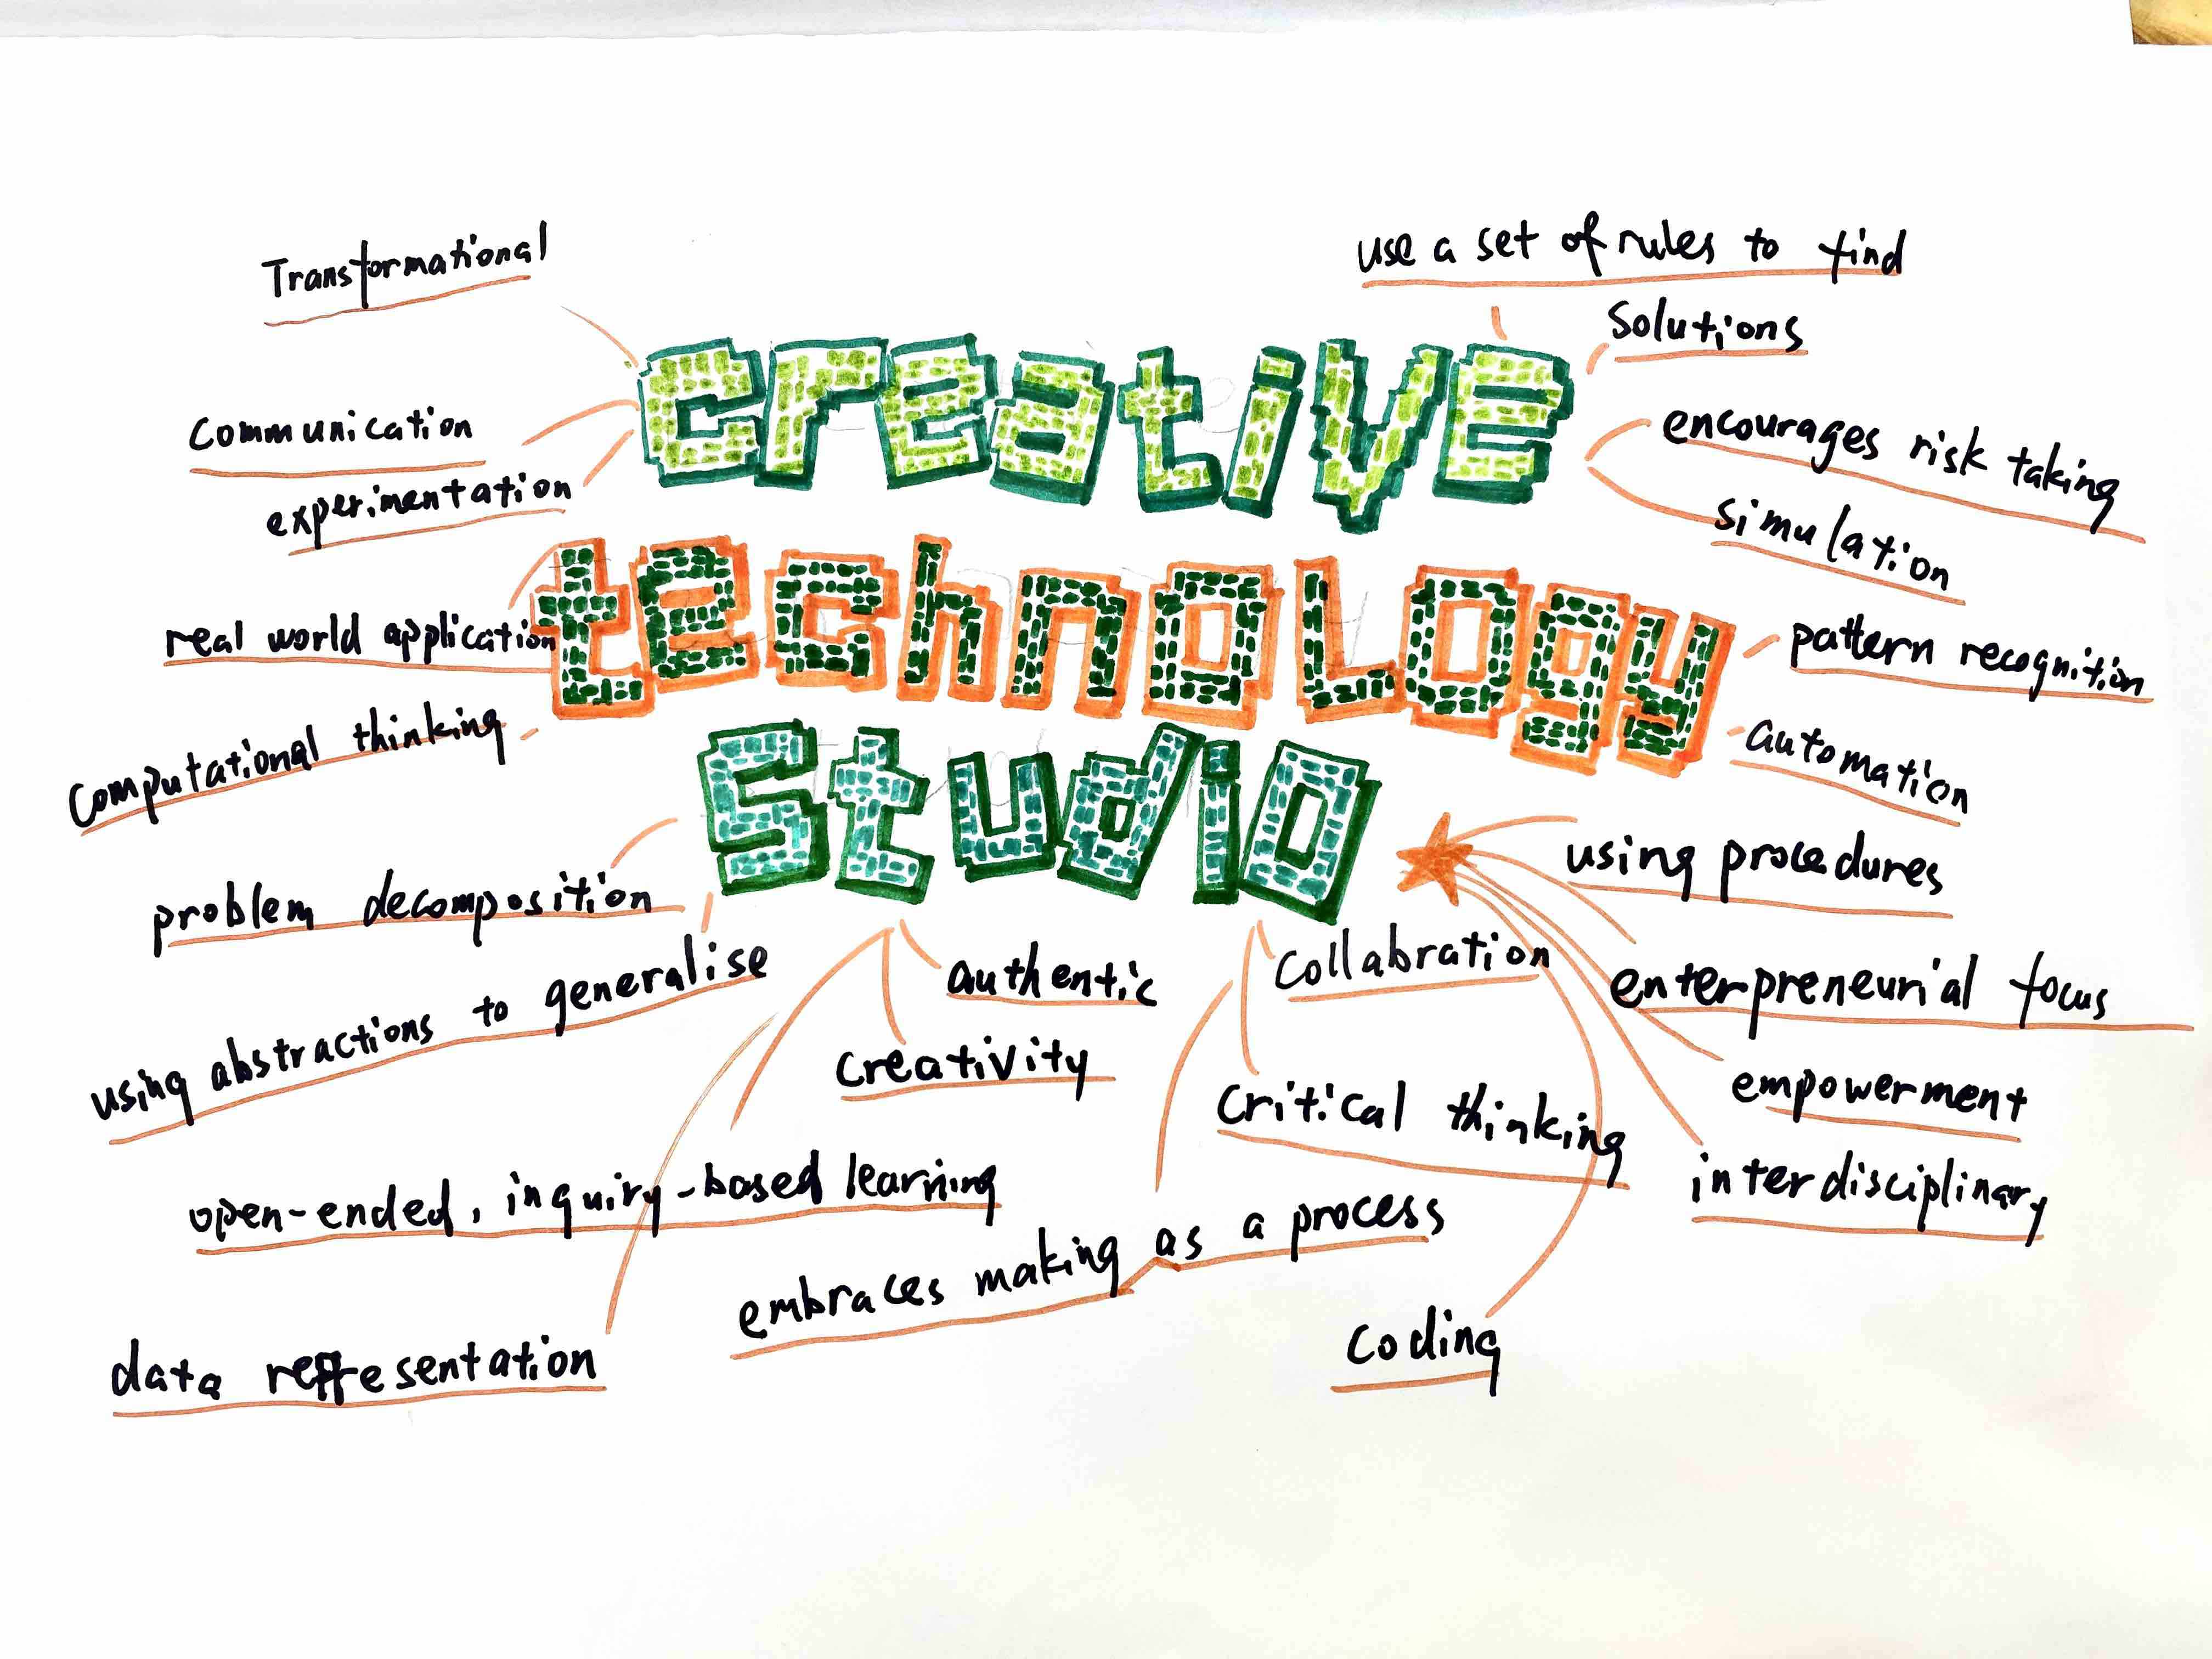 Transformational
use a set of rules to find
solutions
creative
communication
encourages risk taking
experimentation
simulation
technology
real world application
pattern recognition
computational thinking
automation
studio
using procedures
problem decomposition
authentic
collabration
enterpreneurial focus
using abstractions to generalise
creativity
empowerment
critical thinking
interdisciplinary
open-ended, inquiry-based learning
embraces making as a process
coding
data representation